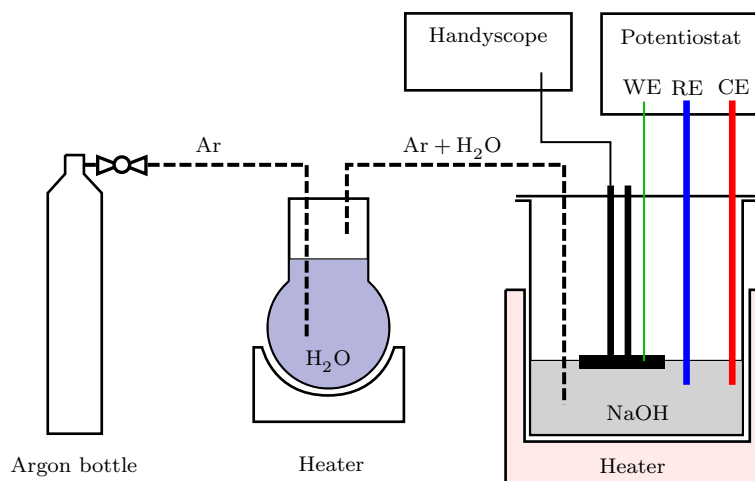 Handyscope
Potentiostat
WE RE CE
Ar
Ar + H₂O
H₂O
NaOH
Argon bottle
Heater
Heater